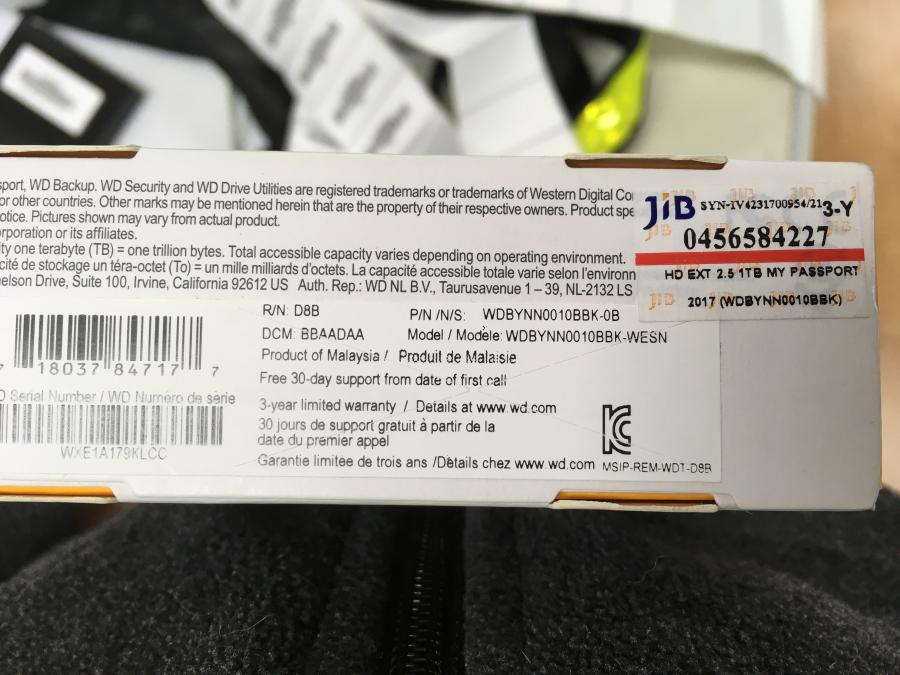 sport, WD Backup. WD Security and WD Drive Utilities are registered trademarks or trademarks of Western Digital Co
or other countries. Other marks may be mentioned herein that are the property of their respective owners. Product spe
otice. Pictures shown may vary from actual product.
orporation or its affiliates.
ity one terabyte (TB) = one trillion bytes. Total accessible capacity varies depending on operating environment.
cité de stockage un téra-octet (To) = un mille milliards d'octets. La capacité accessible totale varie selon l'environn
helson Drive, Suite 100, Irvine, California 92612 US Auth. Rep.: WD NL B.V., Taurusavenue 1 – 39, NL-2132 LS
JIB SYN-IV4231700954/21 3-Y
0456584227
HD EXT 2.5 1TB MY PASSPORT
2017 (WDBYNN0010BBK)
R/N: D8B P/N /N/S: WDBYNN0010BBK-0B
DCM: BBAADAA Model / Modèle: WDBYNN0010BBK-WESN
Product of Malaysia / Produit de Malaisie
Free 30-day support from date of first call
3-year limited warranty / Details at www.wd.com
30 jours de support gratuit à partir de la
date du premier appel
Garantie limitée de trois ans /Détails chez www.wd.com
MSIP-REM-WDT-D8B
7 18037 84717 7
D Serial Number / WD Numéro de série
WXE1A179KLCC